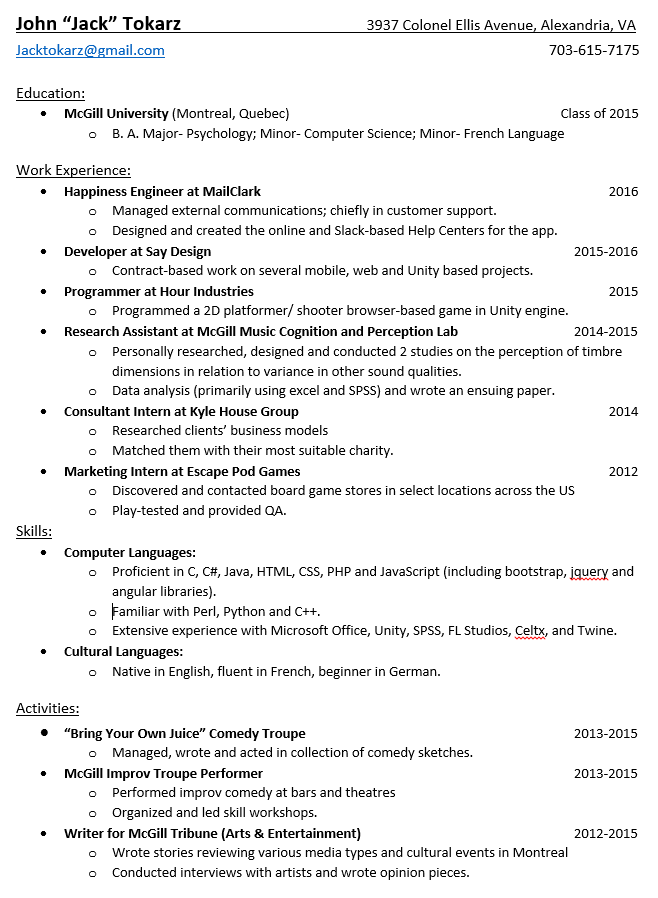 John “Jack” Tokarz 3937 Colonel Ellis Avenue, Alexandria, VA
Jacktokarz@gmail.com 703-615-7175
Education:
• McGill University (Montreal, Quebec) Class of 2015
o B. A. Major- Psychology; Minor- Computer Science; Minor- French Language
Work Experience:
• Happiness Engineer at MailClark 2016
o Managed external communications; chiefly in customer support.
o Designed and created the online and Slack-based Help Centers for the app.
• Developer at Say Design 2015-2016
o Contract-based work on several mobile, web and Unity based projects.
• Programmer at Hour Industries 2015
o Programmed a 2D platformer/ shooter browser-based game in Unity engine.
• Research Assistant at McGill Music Cognition and Perception Lab 2014-2015
o Personally researched, designed and conducted 2 studies on the perception of timbre
dimensions in relation to variance in other sound qualities.
o Data analysis (primarily using excel and SPSS) and wrote an ensuing paper.
• Consultant Intern at Kyle House Group 2014
o Researched clients’ business models
o Matched them with their most suitable charity.
• Marketing Intern at Escape Pod Games 2012
o Discovered and contacted board game stores in select locations across the US
o Play-tested and provided QA.
Skills:
• Computer Languages:
o Proficient in C, C#, Java, HTML, CSS, PHP and JavaScript (including bootstrap, jquery and
angular libraries).
o Familiar with Perl, Python and C++.
o Extensive experience with Microsoft Office, Unity, SPSS, FL Studios, Celtx, and Twine.
• Cultural Languages:
o Native in English, fluent in French, beginner in German.
Activities:
• “Bring Your Own Juice” Comedy Troupe 2013-2015
o Managed, wrote and acted in collection of comedy sketches.
• McGill Improv Troupe Performer 2013-2015
o Performed improv comedy at bars and theatres
o Organized and led skill workshops.
• Writer for McGill Tribune (Arts & Entertainment) 2012-2015
o Wrote stories reviewing various media types and cultural events in Montreal
o Conducted interviews with artists and wrote opinion pieces.